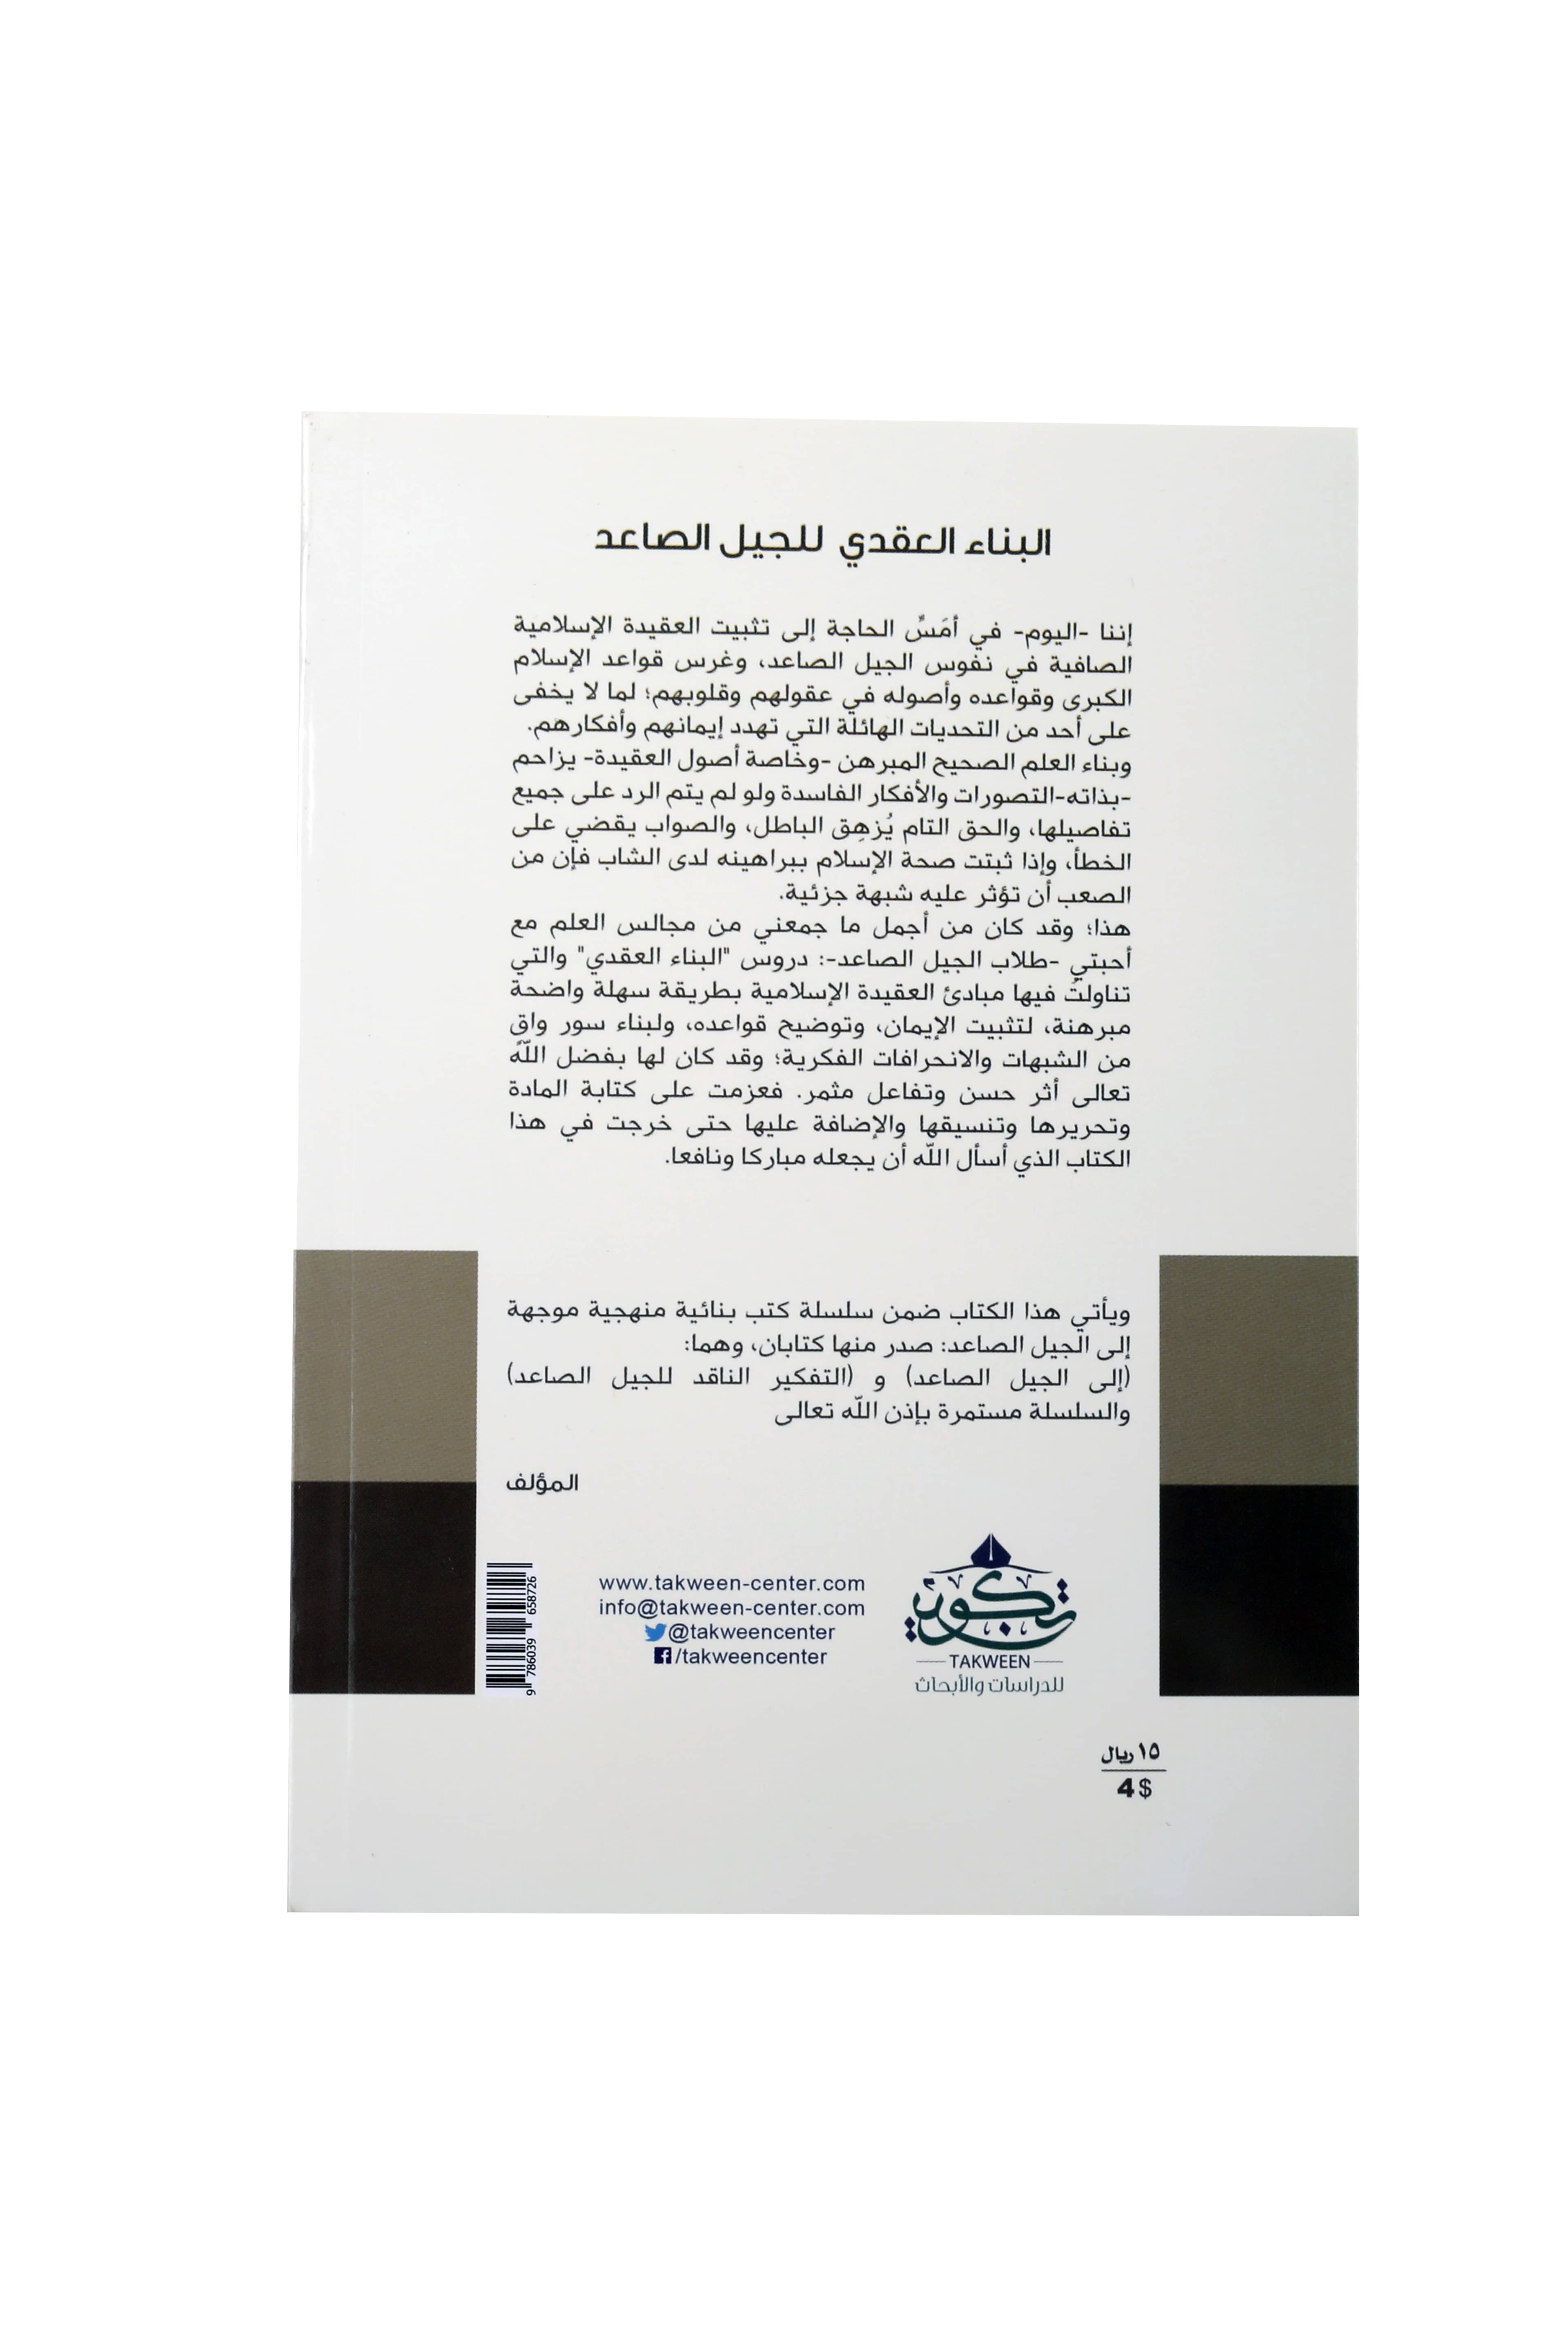 البناء العقدي للجيل الصاعد
إننا -اليوم- في أمَسِّ الحاجة إلى تثبيت العقيدة الإسلامية
الصافية في نفوس الجيل الصاعد، وغرس قواعد الإسلام
الكبرى وقواعده وأصوله في عقولهم وقلوبهم؛ لما لا يخفى
على أحد من التحديات الهائلة التي تهدد إيمانهم وأفكارهم.
وبناء العلم الصحيح المبرهن -وخاصة أصول العقيدة- يزاحم
-بذاته-التصورات والأفكار الفاسدة ولو لم يتم الرد على جميع
تفاصيلها، والحق التام يُزهِق الباطل، والصواب يقضي على
الخطأ، وإذا ثبتت صحة الإسلام ببراهينه لدى الشاب فإن من
الصعب أن تؤثر عليه شبهة جزئية.
هذا؛ وقد كان من أجمل ما جمعني من مجالس العلم مع
أحبتي -طلاب الجيل الصاعد-: دروس "البناء العقدي" والتي
تناولتُ فيها مبادئ العقيدة الإسلامية بطريقة سهلة واضحة
مبرهنة، لتثبيت الإيمان، وتوضيح قواعده، ولبناء سور واقٍ
من الشبهات والانحرافات الفكرية؛ وقد كان لها بفضل اللّه
تعالى أثر حسن وتفاعل مثمر. فعزمت على كتابة المادة
وتحريرها وتنسيقها والإضافة عليها حتى خرجت في هذا
الكتاب الذي أسأل اللّه أن يجعله مباركا ونافعا.
ويأتي هذا الكتاب ضمن سلسلة كتب بنائية منهجية موجهة
إلى الجيل الصاعد: صدر منها كتابان، وهما:
(إلى الجيل الصاعد) و (التفكير الناقد للجيل الصاعد)
والسلسلة مستمرة بإذن اللّه تعالى
المؤلف
تكوين
TAKWEEN
للدراسات والأبحاث
www.takween-center.com
info@takween-center.com
@takweencenter
/takweencenter
9 786039 658726
١٥ ريال
4$